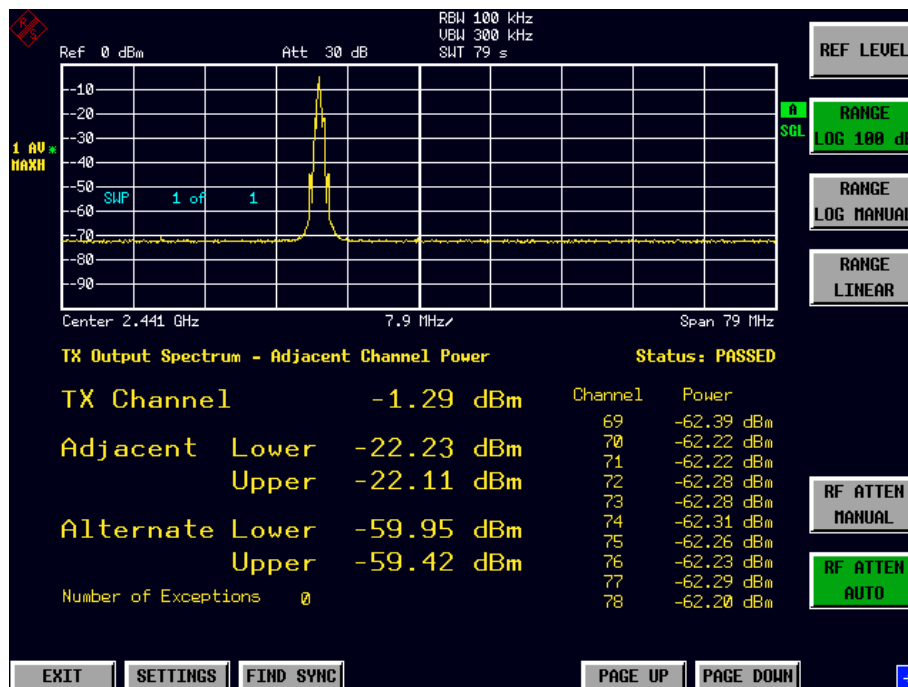 RBW 100 kHz
VBW 300 kHz
Ref 0 dBm Att 30 dB SWT 79 s
-10
-20
-30
-40
-50
-60
-70
-80
-90
1 AV *
MAXH
SWP 1 of 1
A
SGL
Center 2.441 GHz 7.9 MHz/ Span 79 MHz
TX Output Spectrum - Adjacent Channel Power Status: PASSED
TX Channel -1.29 dBm
Adjacent Lower -22.23 dBm
Upper -22.11 dBm
Alternate Lower -59.95 dBm
Upper -59.42 dBm
Number of Exceptions 0
Channel Power
69 -62.39 dBm
70 -62.22 dBm
71 -62.22 dBm
72 -62.28 dBm
73 -62.28 dBm
74 -62.31 dBm
75 -62.26 dBm
76 -62.23 dBm
77 -62.29 dBm
78 -62.20 dBm
REF LEVEL
RANGE
LOG 100 d
RANGE
LOG MANUAL
RANGE
LINEAR
RF ATTEN
MANUAL
RF ATTEN
AUTO
EXIT SETTINGS FIND SYNC PAGE UP PAGE DOWN